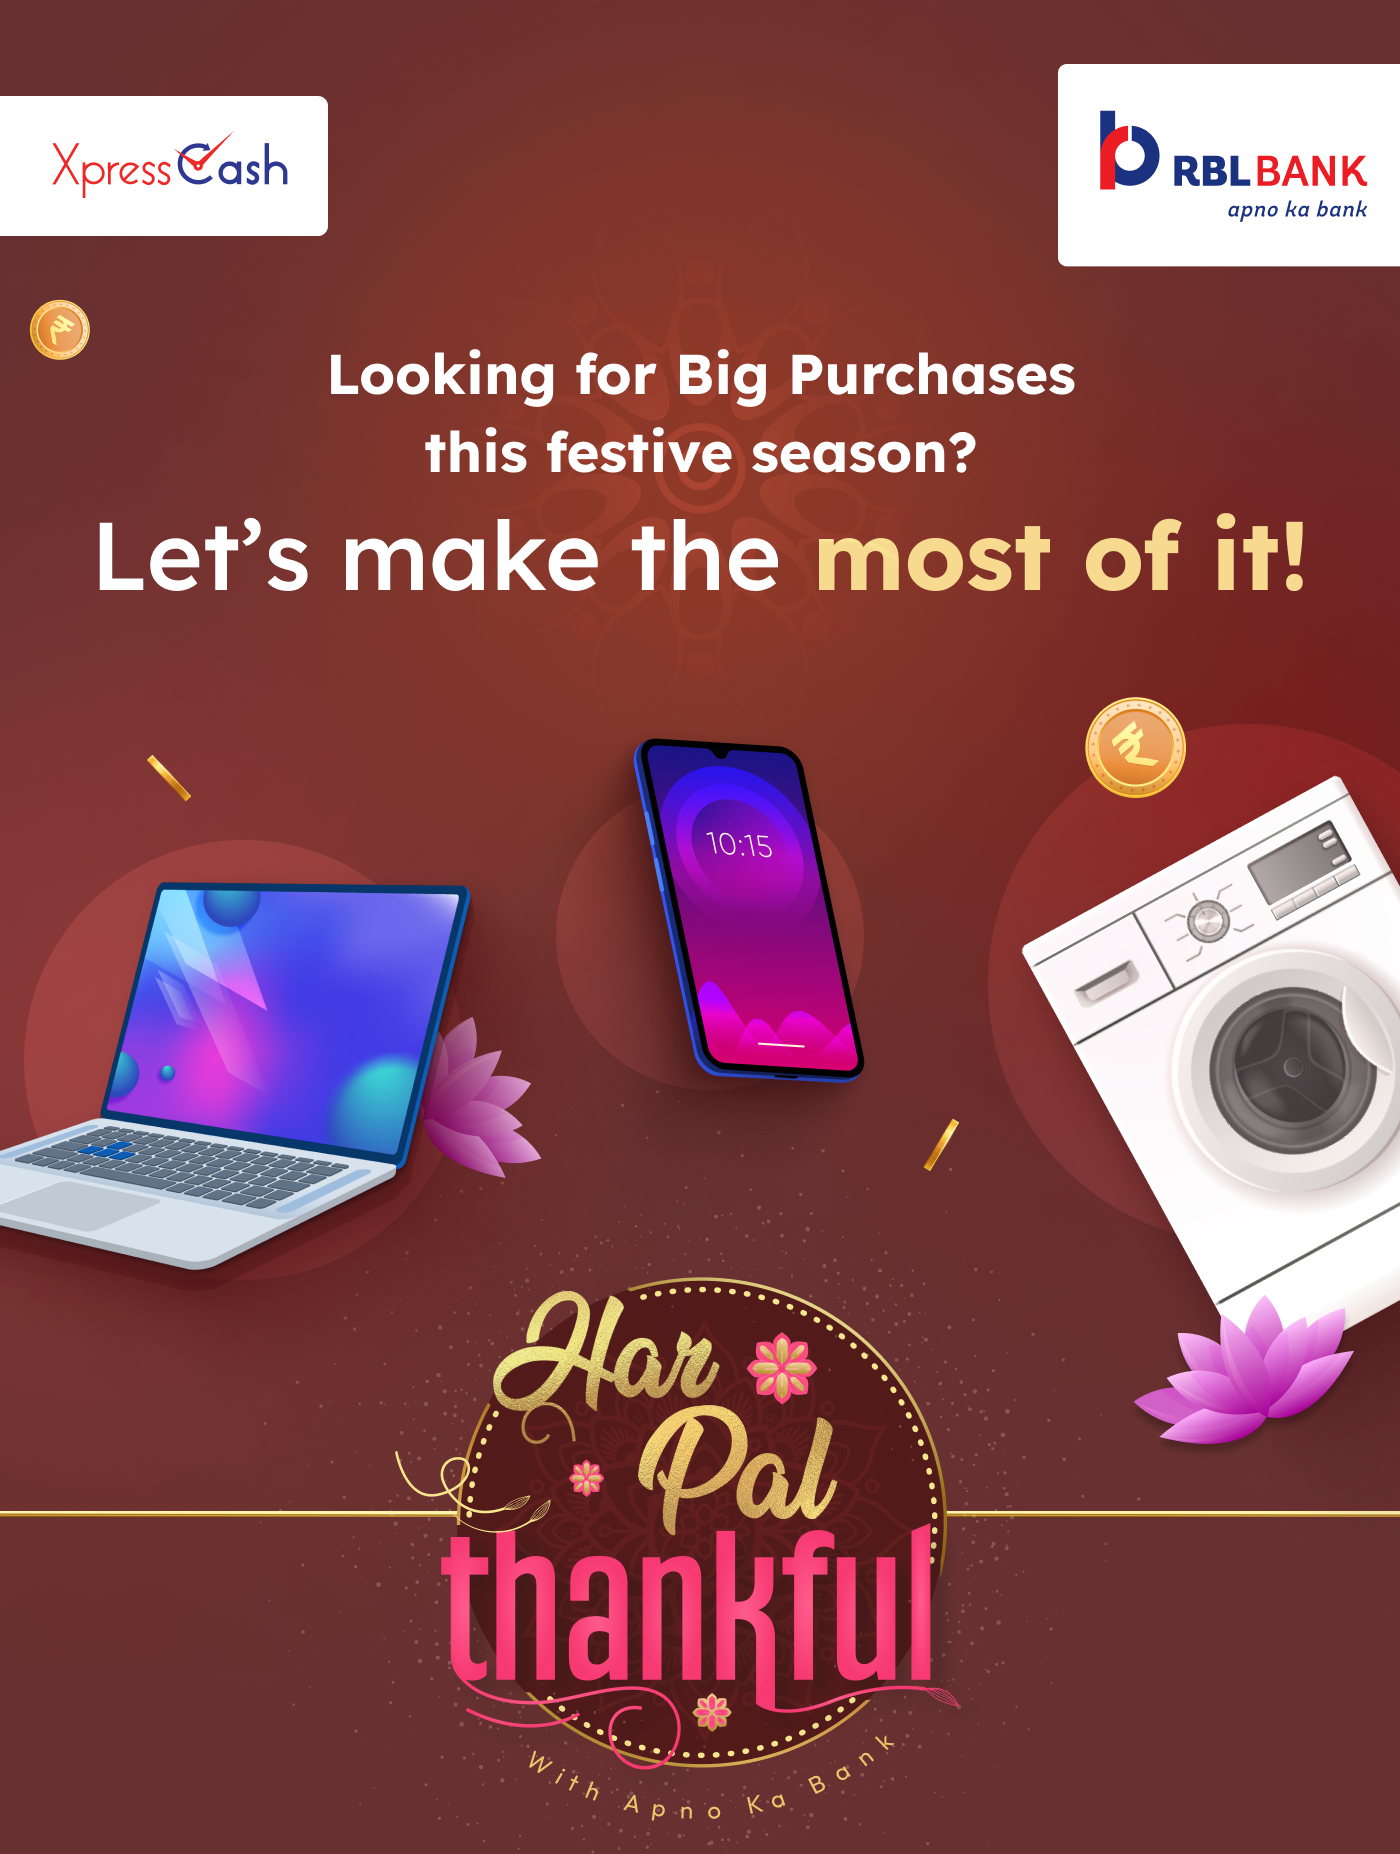 XpressCash
RBL BANK
apno ka bank
Looking for Big Purchases
this festive season?
Let’s make the most of it!
10:15
Har
Pal
thankful
With Apno Ka Bank